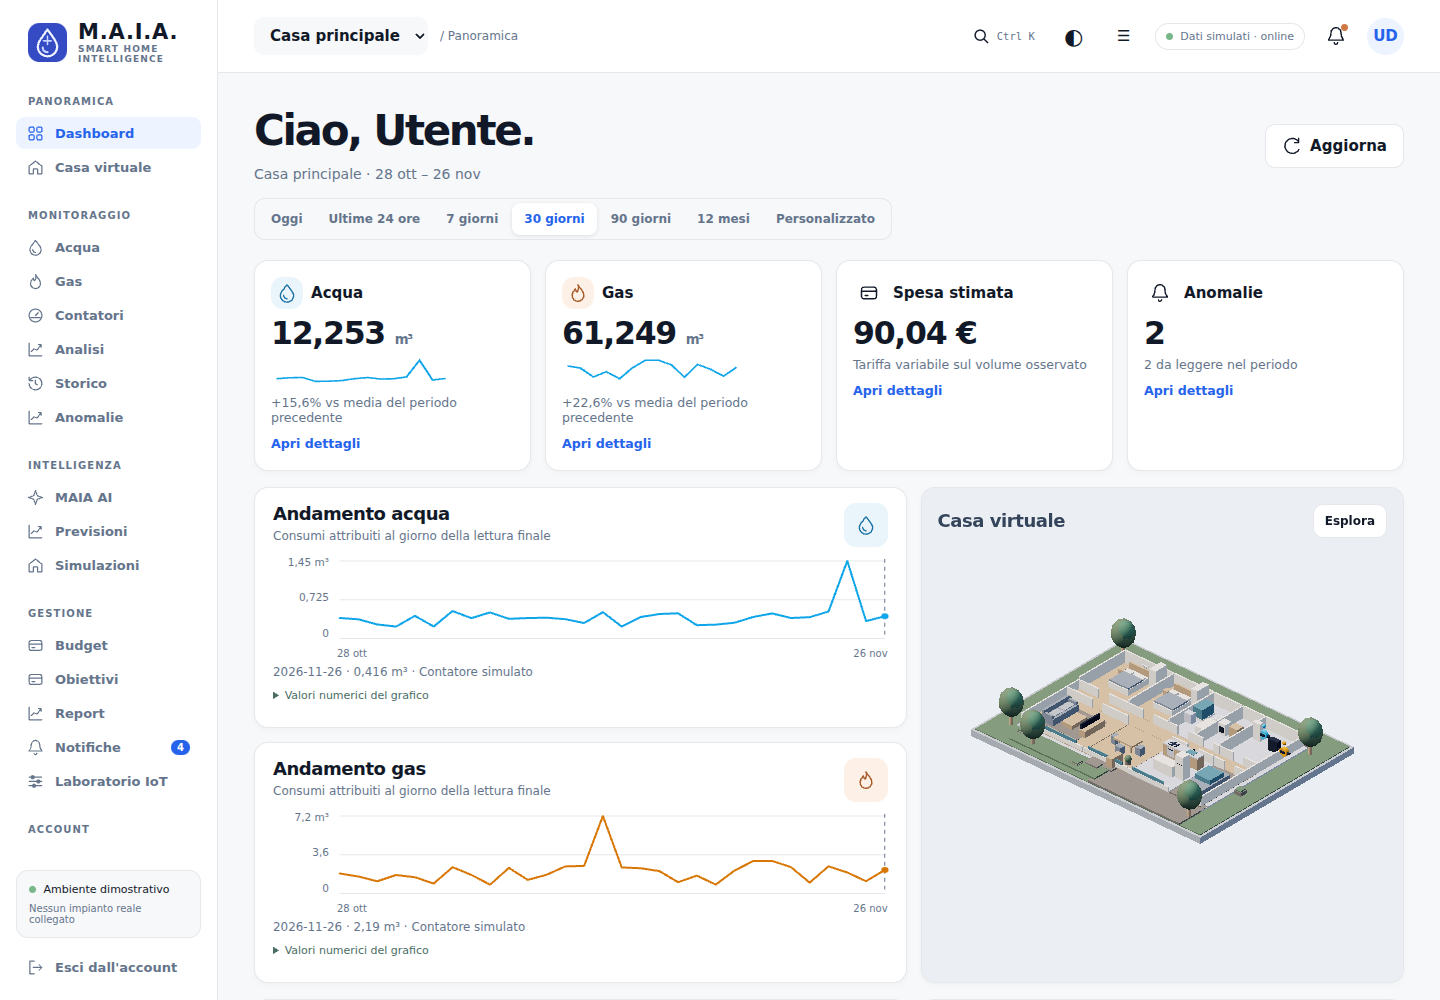 M.A.I.A.
SMART HOME
INTELLIGENCE
PANORAMICA
Dashboard
Casa virtuale
MONITORAGGIO
Acqua
Gas
Contatori
Analisi
Storico
Anomalie
INTELLIGENZA
MAIA AI
Previsioni
Simulazioni
GESTIONE
Budget
Obiettivi
Report
Notifiche 4
Laboratorio IoT
ACCOUNT
Ambiente dimostrativo
Nessun impianto reale
collegato
Esci dall'account
Casa principale / Panoramica
Ctrl K
Dati simulati · online
UD
Ciao, Utente.
Casa principale · 28 ott – 26 nov
Aggiorna
Oggi Ultime 24 ore 7 giorni 30 giorni 90 giorni 12 mesi Personalizzato
Acqua
12,253 m³
+15,6% vs media del periodo
precedente
Apri dettagli
Gas
61,249 m³
+22,6% vs media del periodo
precedente
Apri dettagli
Spesa stimata
90,04 €
Tariffa variabile sul volume osservato
Apri dettagli
Anomalie
2
2 da leggere nel periodo
Apri dettagli
Andamento acqua
Consumi attribuiti al giorno della lettura finale
1,45 m³
0,725
0
28 ott 26 nov
2026-11-26 · 0,416 m³ · Contatore simulato
Valori numerici del grafico
Andamento gas
Consumi attribuiti al giorno della lettura finale
7,2 m³
3,6
0
28 ott 26 nov
2026-11-26 · 2,19 m³ · Contatore simulato
Valori numerici del grafico
Casa virtuale
Esplora